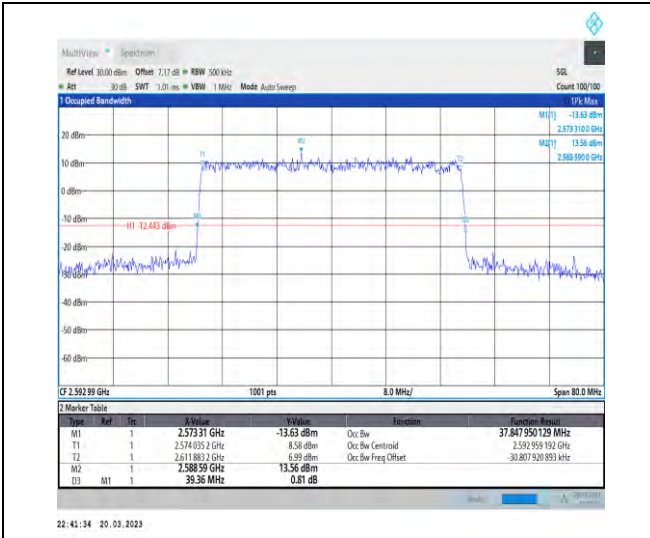 MultiView Spectrum
Ref Level 30.00 dBm Offset 7.17 dB RBW 500 kHz SGL
Att 30 dB SWT 1.01 ms VBW 1 MHz Mode Auto Sweep Count 100/100
1 Occupied Bandwidth 1Pk Max
M1[1] -13.63 dBm
2.573 310 0 GHz
20 dBm M2[1] 13.56 dBm
2.588 590 0 GHz
M2
T1
10 dBm
0 dBm
M1
-10 dBm
H1 -12.443 dBm
-20 dBm
-30 dBm
-40 dBm
-50 dBm
-60 dBm
CF 2.592 99 GHz 1001 pts 8.0 MHz/ Span 80.0 MHz
2 Marker Table
Type Ref Trc X-Value Y-Value Function Function Result
M1 1 2.573 31 GHz -13.63 dBm Occ Bw 37.847 950 129 MHz
T1 1 2.574 035 2 GHz 8.58 dBm Occ Bw Centroid 2.592 959 192 GHz
T2 1 2.611 883 2 GHz 6.99 dBm Occ Bw Freq Offset -30.807 920 893 kHz
M2 1 2.588 59 GHz 13.56 dBm
D3 M1 1 39.36 MHz 0.81 dB
22:41:34 20.03.2023